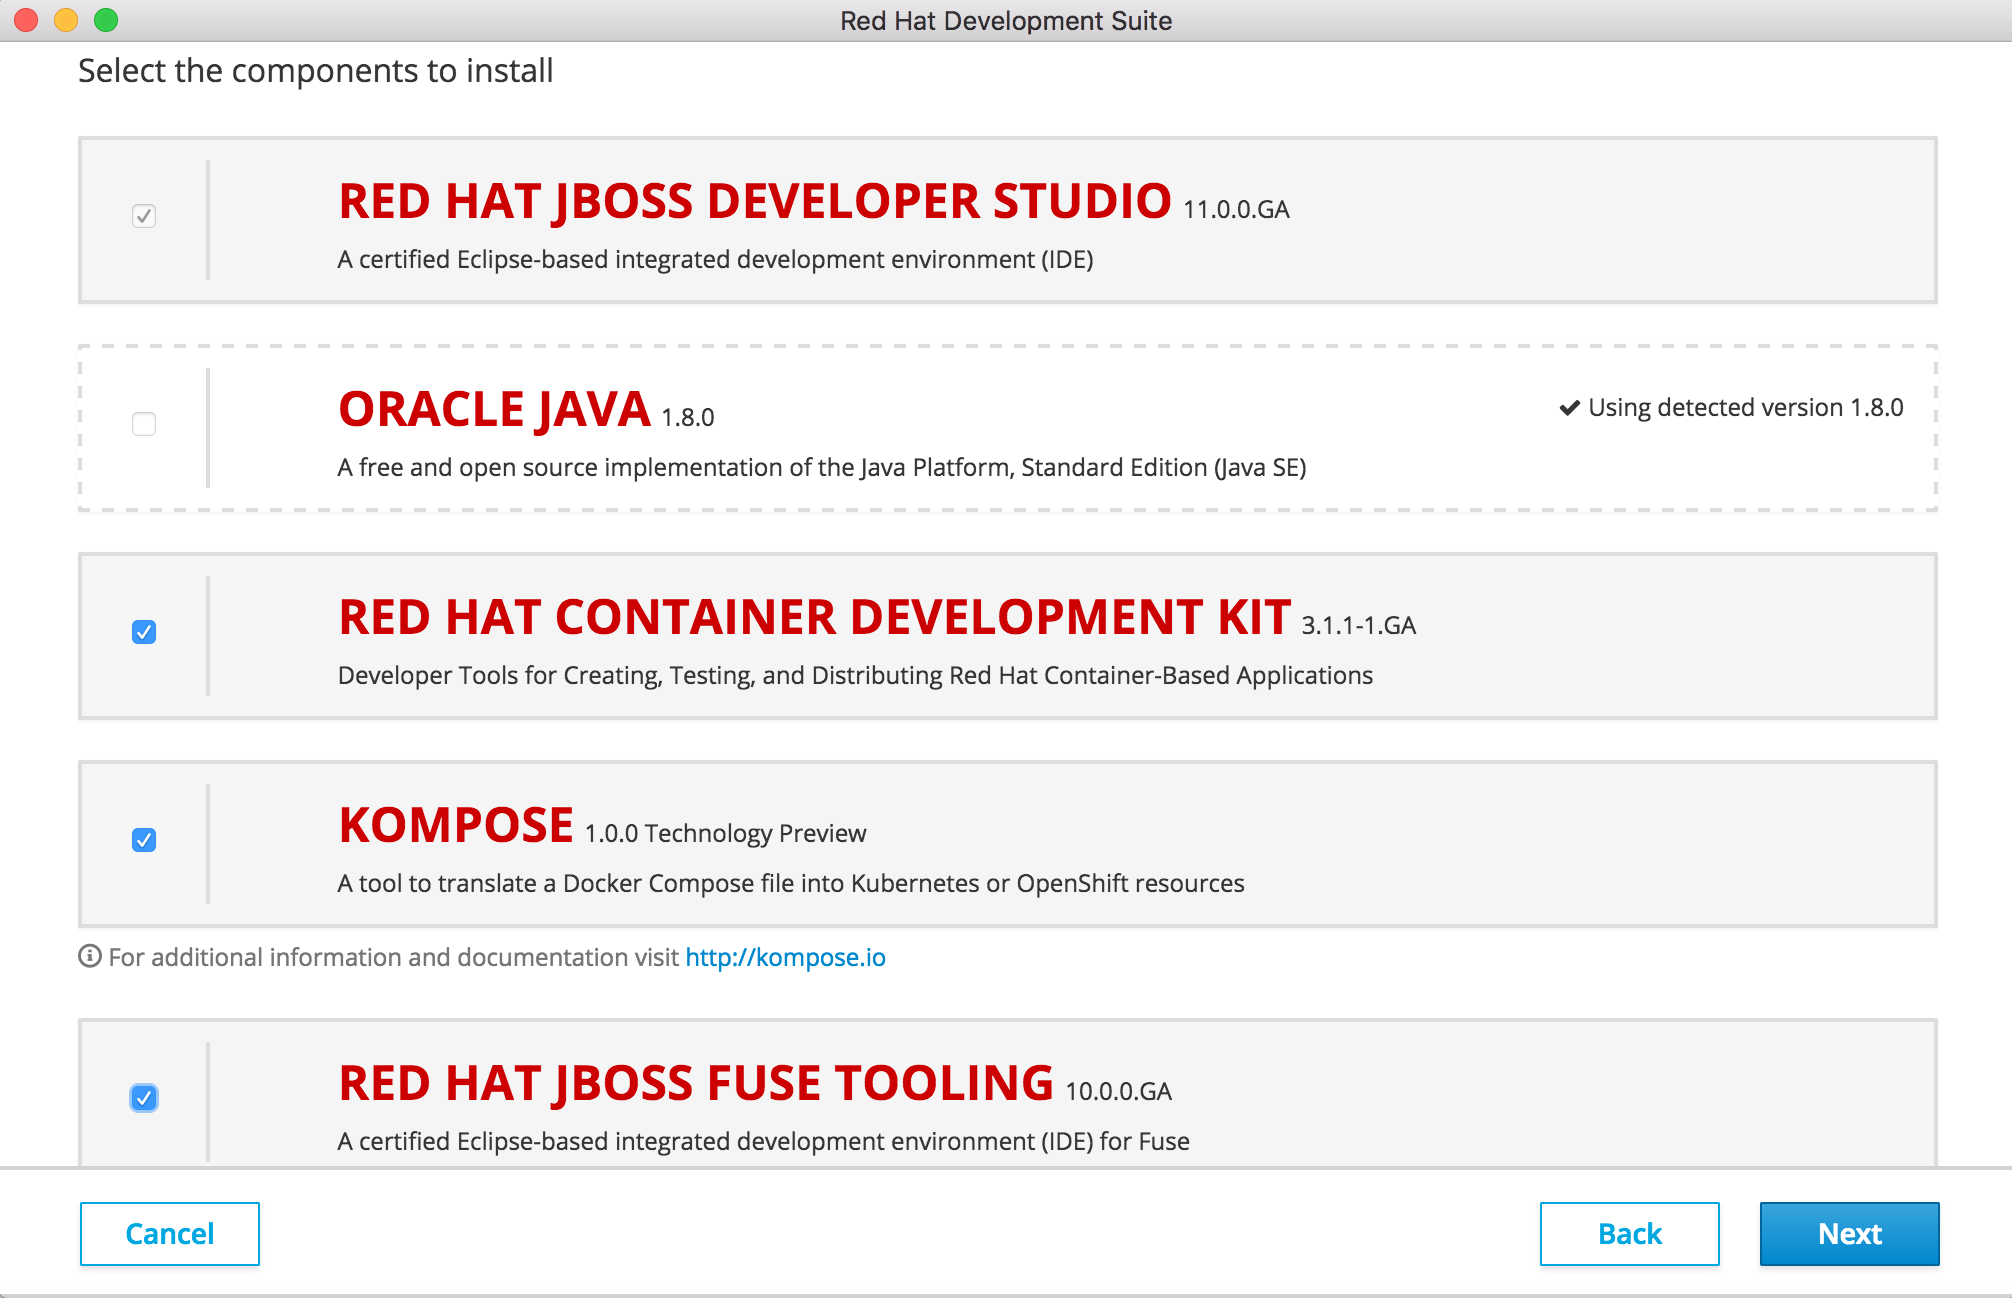 Red Hat Development Suite
Select the components to install
RED HAT JBOSS DEVELOPER STUDIO 11.0.0.GA
A certified Eclipse-based integrated development environment (IDE)
ORACLE JAVA 1.8.0
Using detected version 1.8.0
A free and open source implementation of the Java Platform, Standard Edition (Java SE)
RED HAT CONTAINER DEVELOPMENT KIT 3.1.1-1.GA
Developer Tools for Creating, Testing, and Distributing Red Hat Container-Based Applications
KOMPOSE 1.0.0 Technology Preview
A tool to translate a Docker Compose file into Kubernetes or OpenShift resources
For additional information and documentation visit http://kompose.io
RED HAT JBOSS FUSE TOOLING 10.0.0.GA
A certified Eclipse-based integrated development environment (IDE) for Fuse
Cancel
Back
Next